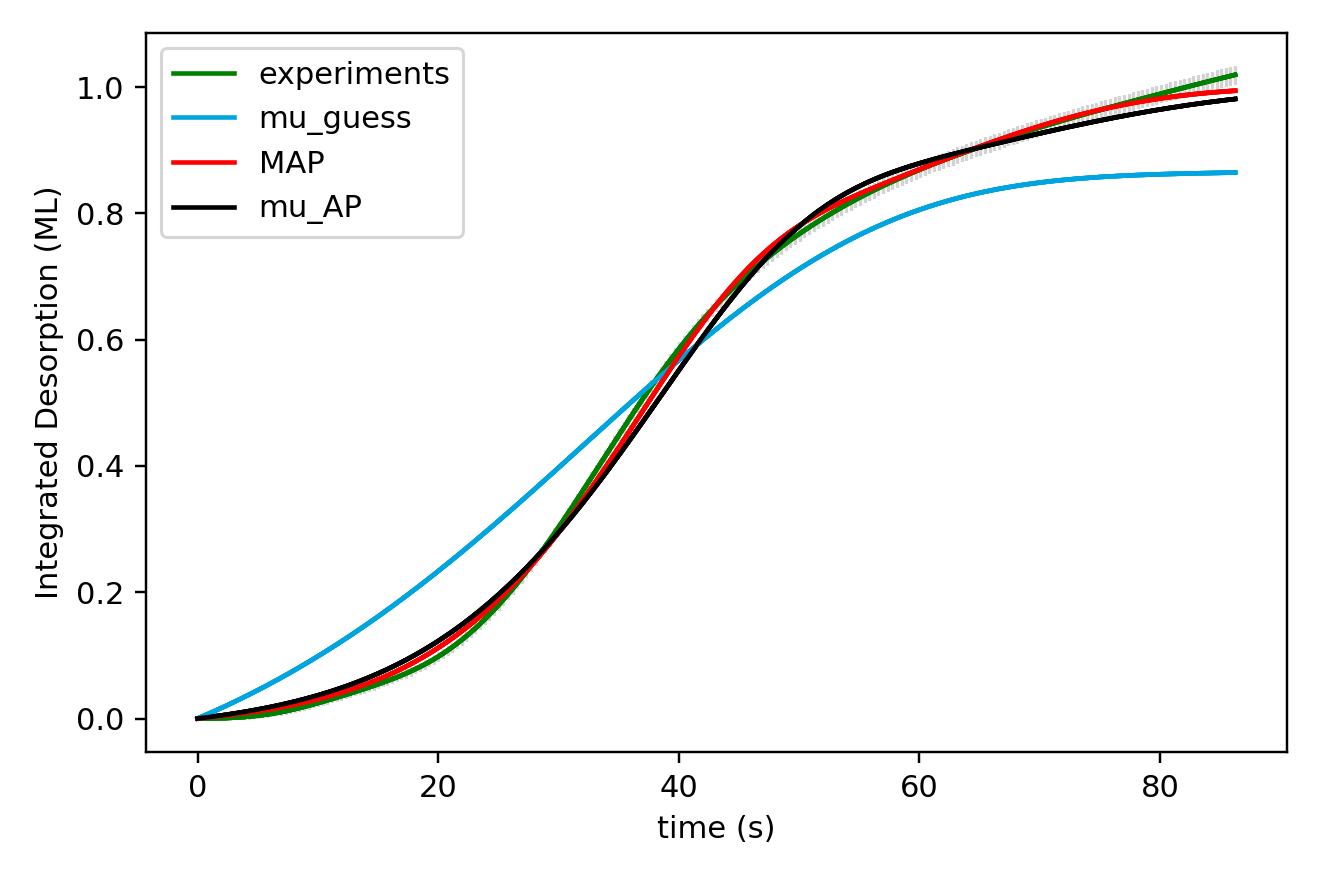 experiments
mu_guess
MAP
mu_AP
1.0
0.8
0.6
0.4
0.2
0.0
Integrated Desorption (ML)
0 20 40 60 80
time (s)